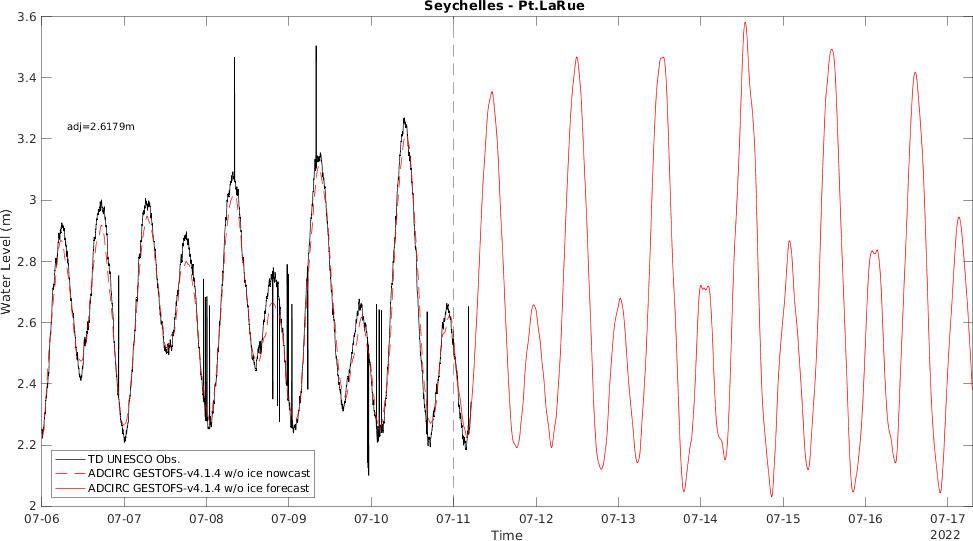 Seychelles - Pt.LaRue
3.6
3.4
3.2
3
2.8
2.6
2.4
2.2
2
Water Level (m)
adj=2.6179m
TD UNESCO Obs.
ADCIRC GESTOFS-v4.1.4 w/o ice nowcast
ADCIRC GESTOFS-v4.1.4 w/o ice forecast
07-06 07-07 07-08 07-09 07-10 07-11 07-12 07-13 07-14 07-15 07-16 07-17
Time
2022